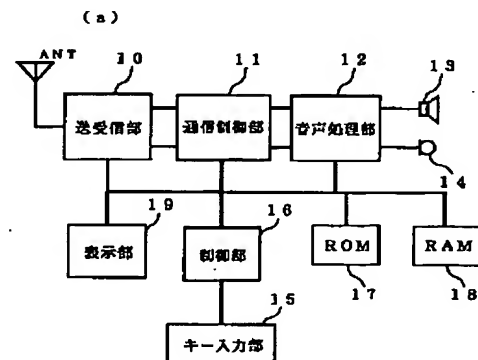 (a)
ANT
10
11
12
13
送受信部
通信制御部
音声処理部
14
19
16
表示部
制御部
ROM
RAM
17
18
15
キー入力部